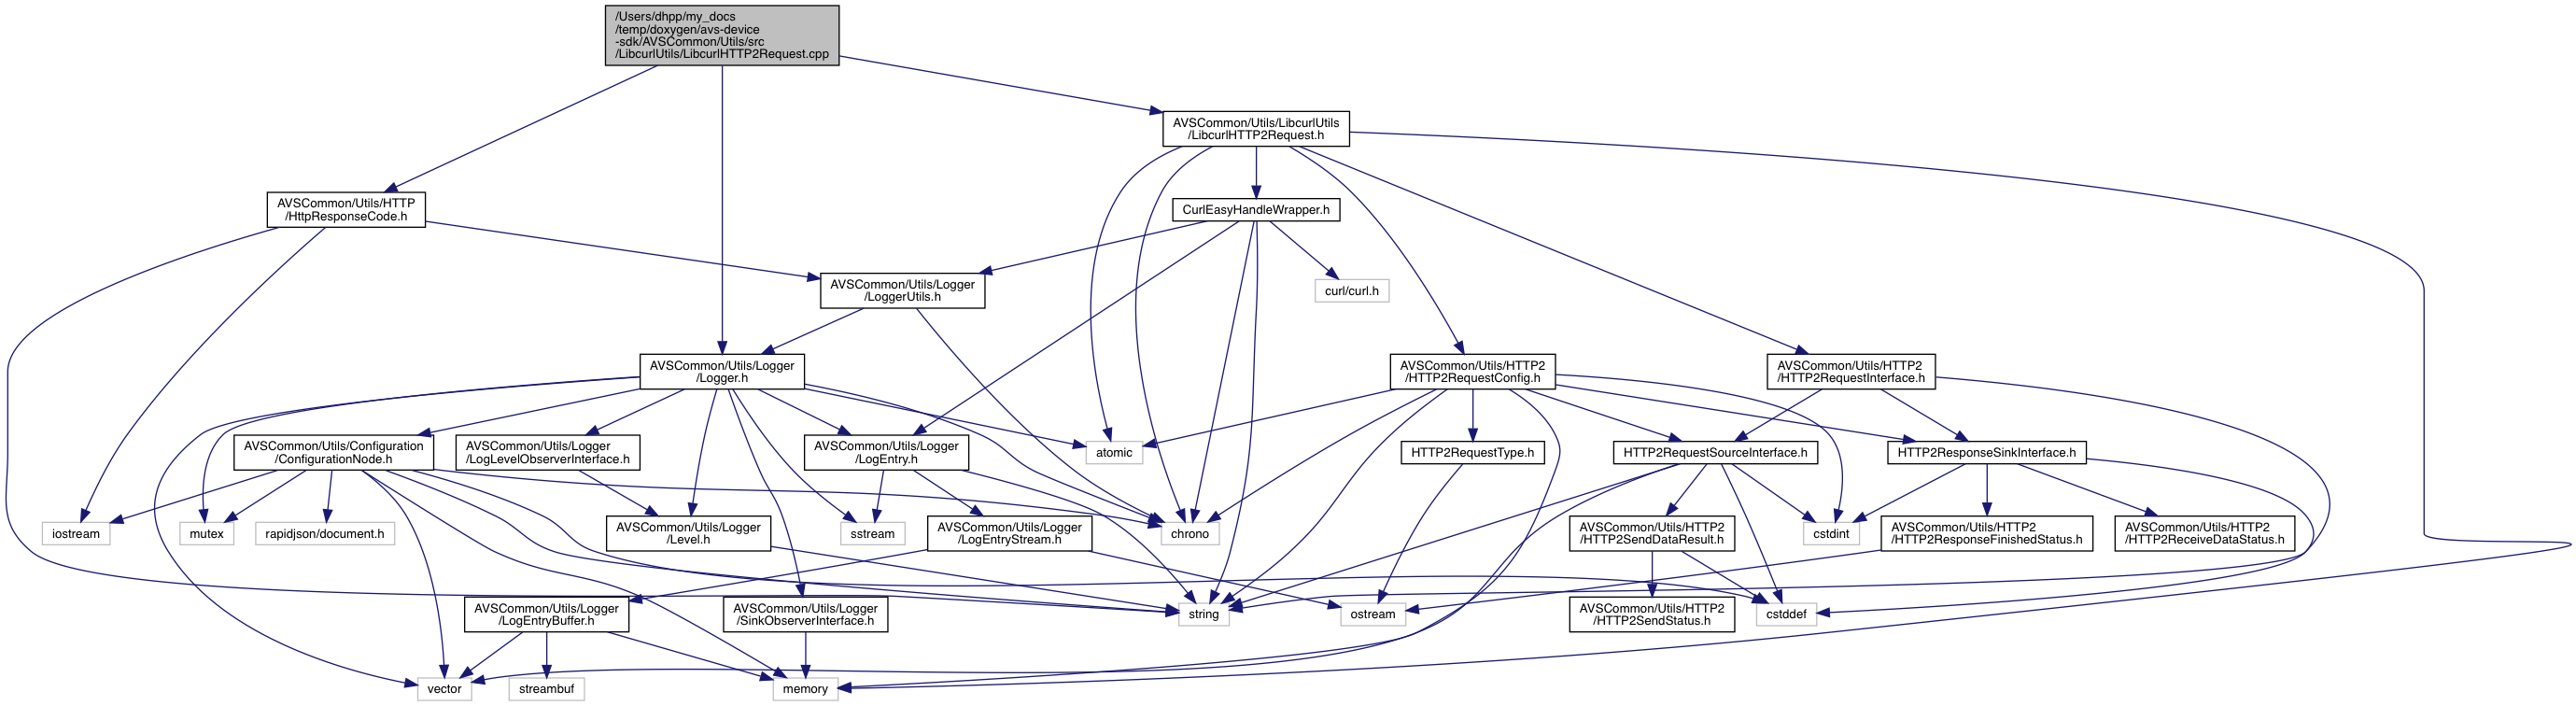 /Users/dhpp/my_docs
/temp/doxygen/avs-device
-sdk/AVSCommon/Utils/src
/LibcurlUtils/LibcurlHTTP2Request.cpp
AVSCommon/Utils/LibcurlUtils
/LibcurlHTTP2Request.h
AVSCommon/Utils/HTTP
/HttpResponseCode.h
CurlEasyHandleWrapper.h
AVSCommon/Utils/Logger
/LoggerUtils.h
curl/curl.h
AVSCommon/Utils/Logger
/Logger.h
AVSCommon/Utils/HTTP2
/HTTP2RequestConfig.h
AVSCommon/Utils/HTTP2
/HTTP2RequestInterface.h
AVSCommon/Utils/Configuration
/ConfigurationNode.h
AVSCommon/Utils/Logger
/LogLevelObserverInterface.h
AVSCommon/Utils/Logger
/LogEntry.h
atomic
HTTP2RequestType.h
HTTP2RequestSourceInterface.h
HTTP2ResponseSinkInterface.h
iostream
mutex
rapidjson/document.h
AVSCommon/Utils/Logger
/Level.h
sstream
AVSCommon/Utils/Logger
/LogEntryStream.h
chrono
AVSCommon/Utils/HTTP2
/HTTP2SendDataResult.h
cstdint
AVSCommon/Utils/HTTP2
/HTTP2ResponseFinishedStatus.h
AVSCommon/Utils/HTTP2
/HTTP2ReceiveDataStatus.h
AVSCommon/Utils/Logger
/LogEntryBuffer.h
AVSCommon/Utils/Logger
/SinkObserverInterface.h
string
ostream
AVSCommon/Utils/HTTP2
/HTTP2SendStatus.h
cstddef
vector
streambuf
memory